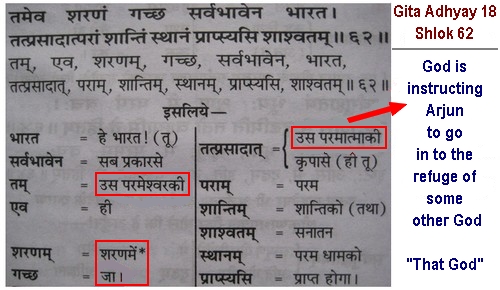 तमेव शरणं गच्छ सर्वभावेन भारत।
तत्प्रसादात्परां शान्तिं स्थानं प्राप्स्यसि शाश्वतम्॥६२॥
तम्, एव, शरणम्, गच्छ, सर्वभावेन, भारत,
तत्प्रसादात्, पराम्, शान्तिम्, स्थानम्, प्राप्स्यसि, शाश्वतम्॥६२॥
इसलिये—
भारत = हे भारत! (तू)
सर्वभावेन = सब प्रकारसे
तम् = उस परमेश्वरकी
एव = ही
शरणम् = शरणमें*
गच्छ = जा।
तत्प्रसादात् = उस परमात्माकी
कृपासे (ही तू)
पराम् = परम
शान्तिम् = शान्तिको (तथा)
शाश्वतम् = सनातन
स्थानम् = परम धामको
प्राप्स्यसि = प्राप्त होगा।
Gita Adhyay 18
Shlok 62
God is
instructing
Arjun
to go
in to the
refuge of
some
other God
"That God"